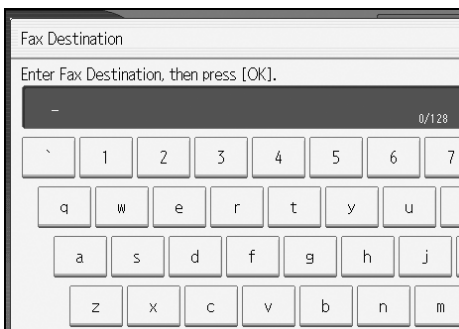 Fax Destination
Enter Fax Destination, then press [OK].
_
0/128
` 1 2 3 4 5 6 7
q w e r t y u
a s d f g h j
z x c v b n m